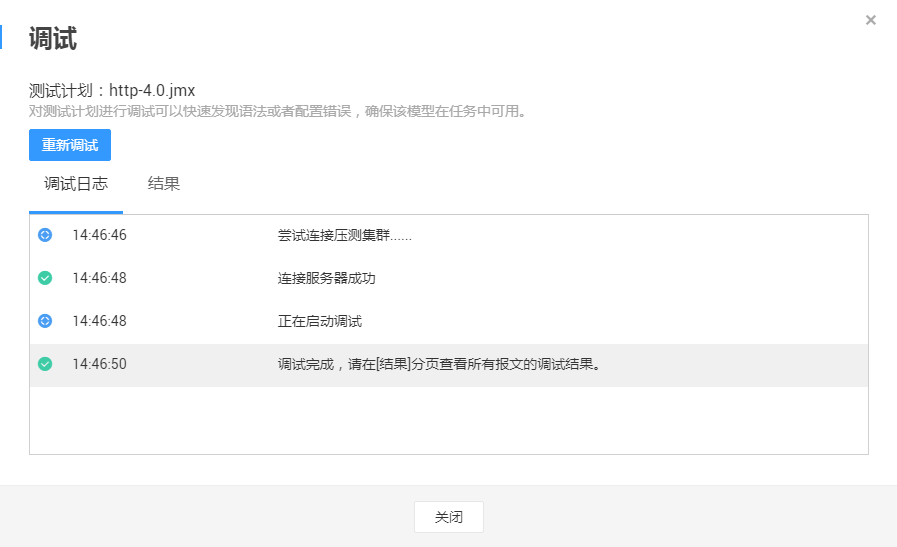 调试
测试计划：http-4.0.jmx
对测试计划进行调试可以快速发现语法或者配置错误，确保该模型在任务中可用。
重新调试
调试日志 结果
14:46:46 尝试连接压测集群......
14:46:48 连接服务器成功
14:46:48 正在启动调试
14:46:50 调试完成，请在[结果]分页查看所有报文的调试结果。
关闭